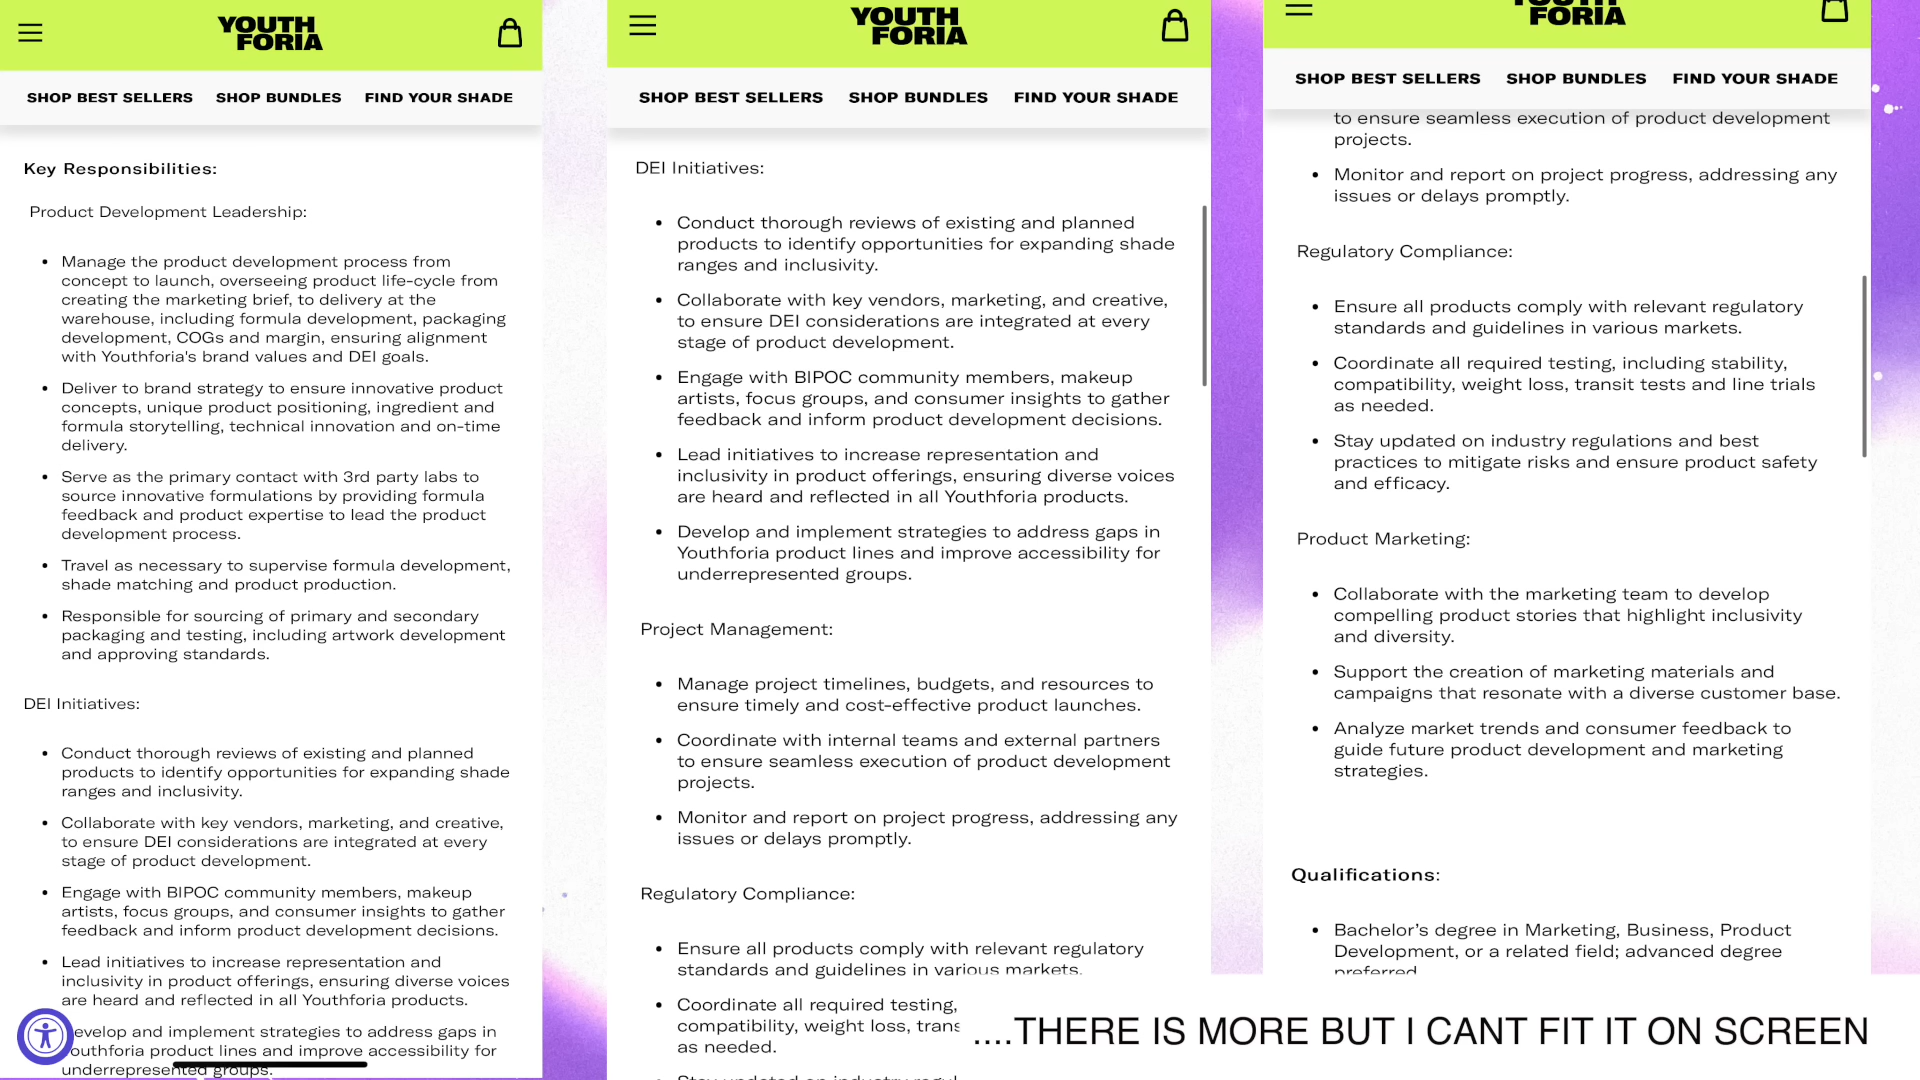 YOUTH
FORIA
SHOP BEST SELLERS SHOP BUNDLES FIND YOUR SHADE
Key Responsibilities:
Product Development Leadership:
• Manage the product development process from
concept to launch, overseeing product life-cycle from
creating the marketing brief, to delivery at the
warehouse, including formula development, packaging
development, COGs and margin, ensuring alignment
with Youthforia's brand values and DEI goals.
• Deliver to brand strategy to ensure innovative product
concepts, unique product positioning, ingredient and
formula storytelling, technical innovation and on-time
delivery.
• Serve as the primary contact with 3rd party labs to
source innovative formulations by providing formula
feedback and product expertise to lead the product
development process.
• Travel as necessary to supervise formula development,
shade matching and product production.
• Responsible for sourcing of primary and secondary
packaging and testing, including artwork development
and approving standards.
DEI Initiatives:
• Conduct thorough reviews of existing and planned
products to identify opportunities for expanding shade
ranges and inclusivity.
• Collaborate with key vendors, marketing, and creative,
to ensure DEI considerations are integrated at every
stage of product development.
• Engage with BIPOC community members, makeup
artists, focus groups, and consumer insights to gather
feedback and inform product development decisions.
• Lead initiatives to increase representation and
inclusivity in product offerings, ensuring diverse voices
are heard and reflected in all Youthforia products.
evelop and implement strategies to address gaps in
outhforia product lines and improve accessibility for
underrepresented groups.
YOUTH
FORIA
SHOP BEST SELLERS SHOP BUNDLES FIND YOUR SHADE
DEI Initiatives:
• Conduct thorough reviews of existing and planned
products to identify opportunities for expanding shade
ranges and inclusivity.
• Collaborate with key vendors, marketing, and creative,
to ensure DEI considerations are integrated at every
stage of product development.
• Engage with BIPOC community members, makeup
artists, focus groups, and consumer insights to gather
feedback and inform product development decisions.
• Lead initiatives to increase representation and
inclusivity in product offerings, ensuring diverse voices
are heard and reflected in all Youthforia products.
• Develop and implement strategies to address gaps in
Youthforia product lines and improve accessibility for
underrepresented groups.
Project Management:
• Manage project timelines, budgets, and resources to
ensure timely and cost-effective product launches.
• Coordinate with internal teams and external partners
to ensure seamless execution of product development
projects.
• Monitor and report on project progress, addressing any
issues or delays promptly.
Regulatory Compliance:
• Ensure all products comply with relevant regulatory
standards and guidelines in various markets.
• Coordinate all required testing,
compatibility, weight loss, trans
as needed.
YOUTH
FORIA
SHOP BEST SELLERS SHOP BUNDLES FIND YOUR SHADE
to ensure seamless execution of product development
projects.
• Monitor and report on project progress, addressing any
issues or delays promptly.
Regulatory Compliance:
• Ensure all products comply with relevant regulatory
standards and guidelines in various markets.
• Coordinate all required testing, including stability,
compatibility, weight loss, transit tests and line trials
as needed.
• Stay updated on industry regulations and best
practices to mitigate risks and ensure product safety
and efficacy.
Product Marketing:
• Collaborate with the marketing team to develop
compelling product stories that highlight inclusivity
and diversity.
• Support the creation of marketing materials and
campaigns that resonate with a diverse customer base.
• Analyze market trends and consumer feedback to
guide future product development and marketing
strategies.
Qualifications:
• Bachelor’s degree in Marketing, Business, Product
Development, or a related field; advanced degree
preferred
....THERE IS MORE BUT I CANT FIT IT ON SCREEN